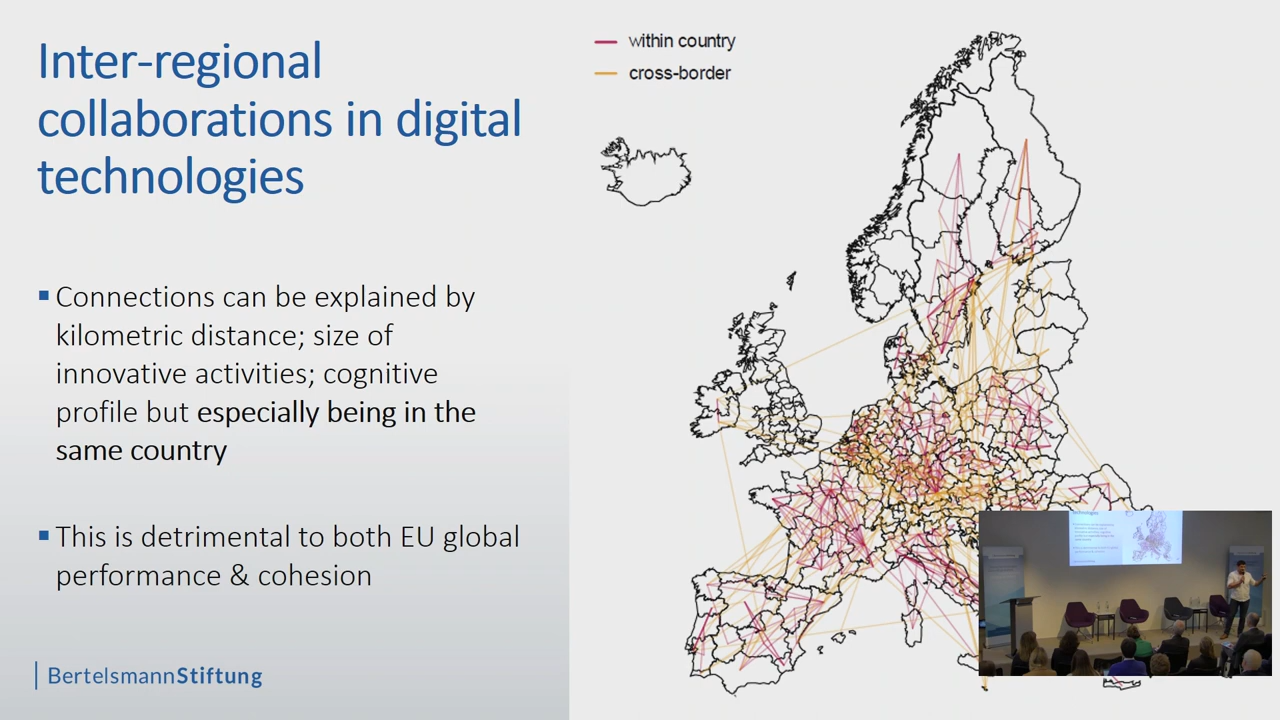 Inter-regional
collaborations in digital
technologies
within country
cross-border
Connections can be explained by
kilometric distance; size of
innovative activities; cognitive
profile but especially being in the
same country
This is detrimental to both EU global
performance & cohesion
BertelsmannStiftung
technologies